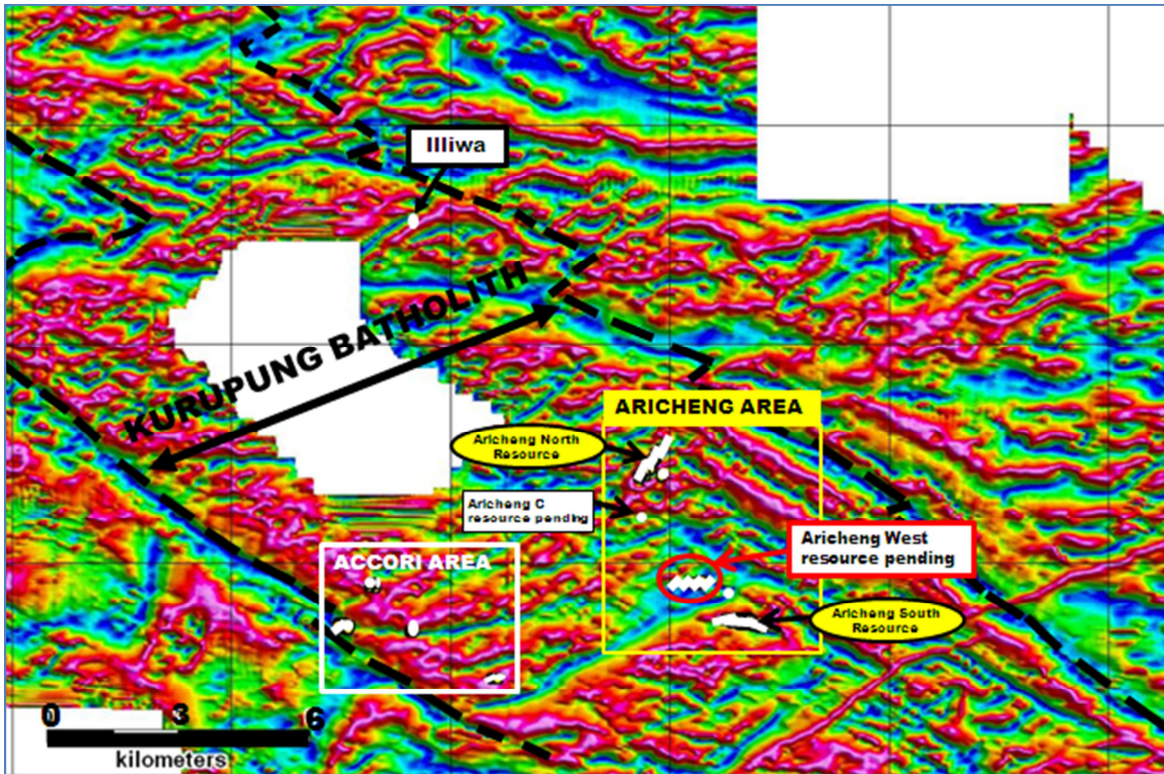 Illiwa
KURUPUNG BATHOLITH
ARICHENG AREA
Aricheng North
Resource
Aricheng C
resource pending
Aricheng West
resource pending
ACCORI AREA
Aricheng South
Resource
0 3 6
kilometers